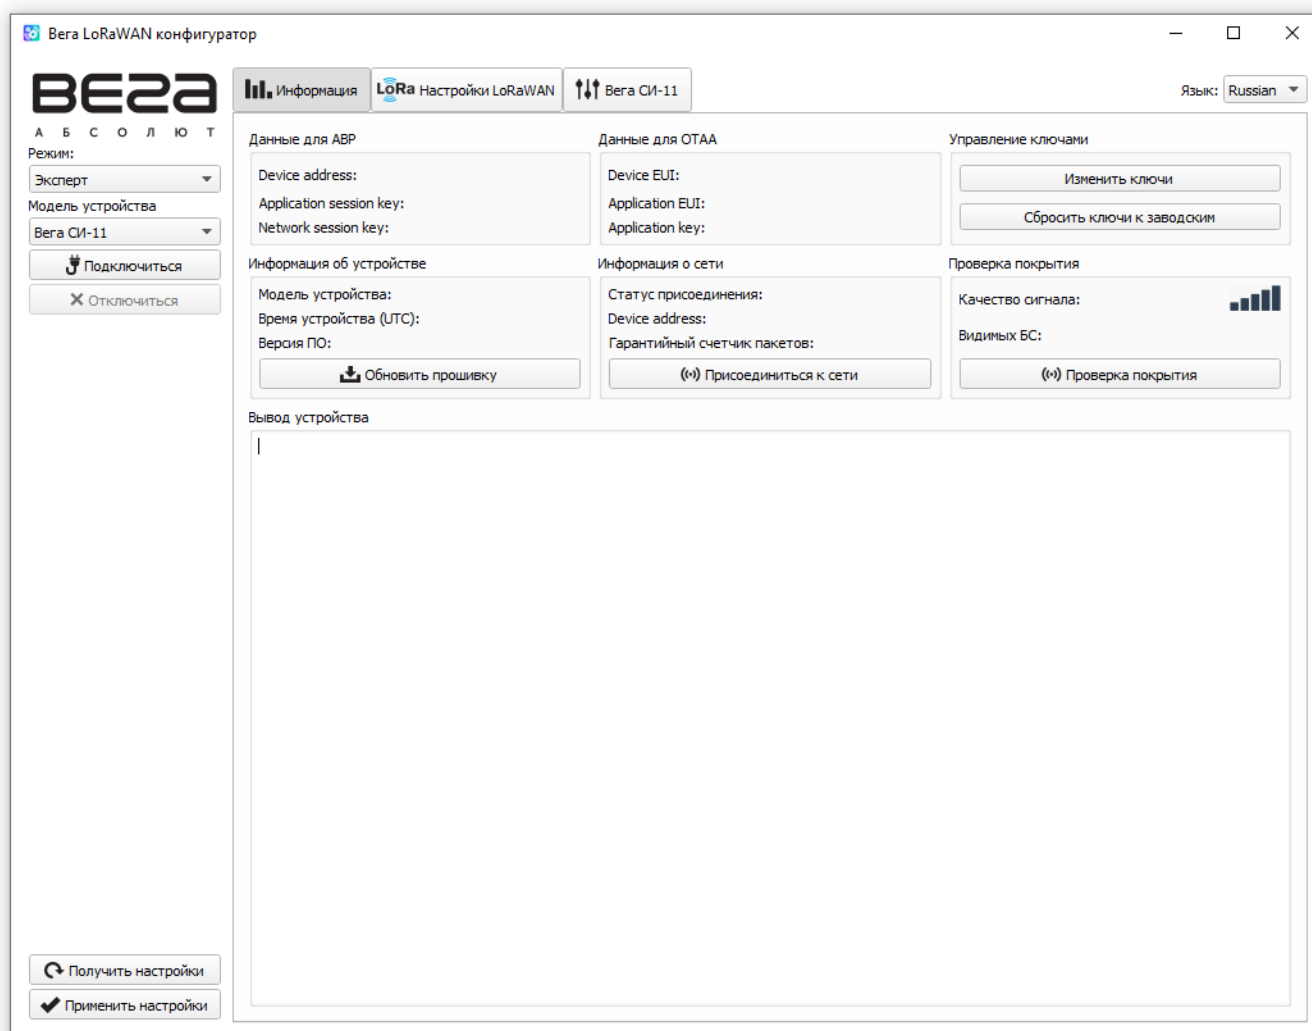 Вега LoRaWAN конфигуратор
ВЕГА
АБСОЛЮТ
Режим:
Эксперт
Модель устройства
Вега СИ-11
Подключиться
Отключиться
Получить настройки
Применить настройки
Информация
LoRa Настройки LoRaWAN
Вега СИ-11
Язык: Russian
Данные для ABP
Device address:
Application session key:
Network session key:
Данные для OTAA
Device EUI:
Application EUI:
Application key:
Управление ключами
Изменить ключи
Сбросить ключи к заводским
Информация об устройстве
Модель устройства:
Время устройства (UTC):
Версия ПО:
Обновить прошивку
Информация о сети
Статус присоединения:
Device address:
Гарантийный счетчик пакетов:
Присоединиться к сети
Проверка покрытия
Качество сигнала:
Видимых БС:
Проверка покрытия
Вывод устройства